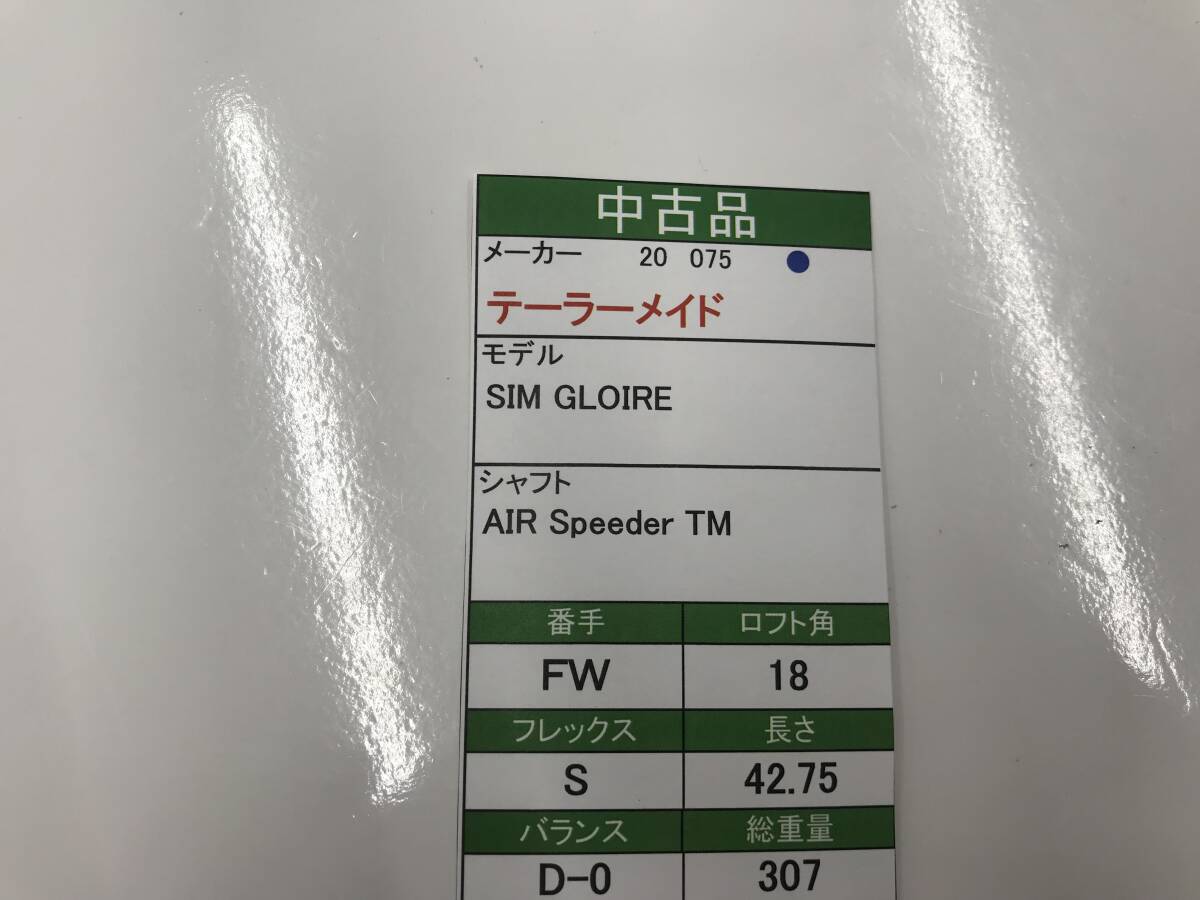 中古品
メーカー 20 075
テーラーメイド
モデル
SIM GLOIRE
シャフト
AIR Speeder TM
番手 ロフト角
FW 18
フレックス 長さ
S 42.75
バランス 総重量
D-0 307